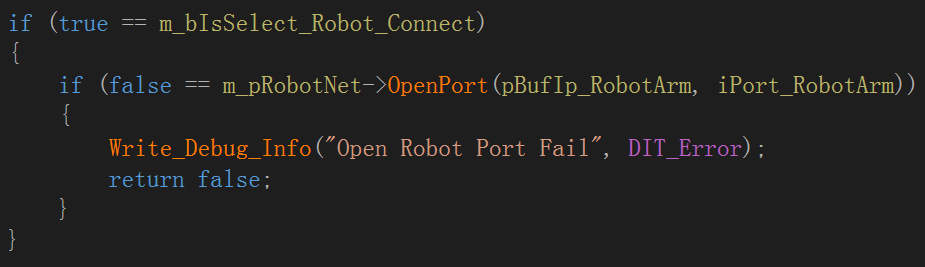 if (true == m_bIsSelect_Robot_Connect)
{
    if (false == m_pRobotNet->OpenPort(pBufIp_RobotArm, iPort_RobotArm))
    {
        Write_Debug_Info("Open Robot Port Fail", DIT_Error);
        return false;
    }
}